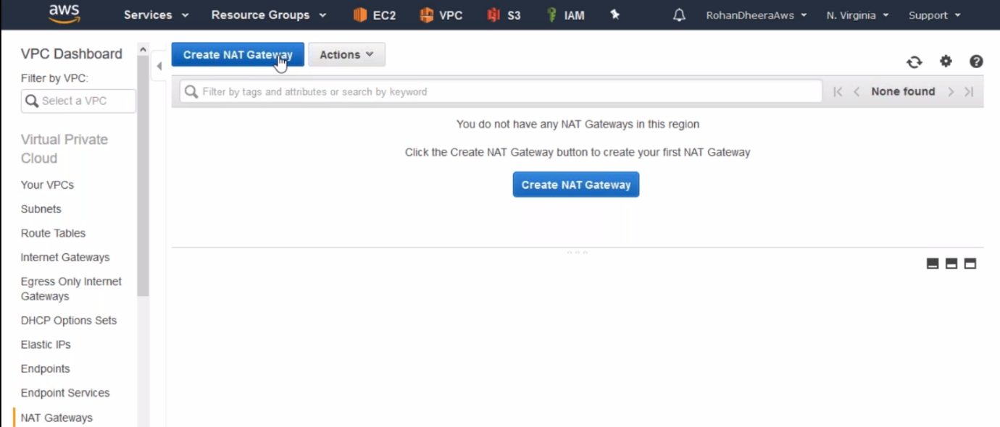 aws Services Resource Groups EC2 VPC S3 IAM RohanDheeraAws N. Virginia Support
VPC Dashboard
Filter by VPC:
Select a VPC
Virtual Private
Cloud
Your VPCs
Subnets
Route Tables
Internet Gateways
Egress Only Internet
Gateways
DHCP Options Sets
Elastic IPs
Endpoints
Endpoint Services
NAT Gateways
Create NAT Gateway Actions
Filter by tags and attributes or search by keyword None found
You do not have any NAT Gateways in this region
Click the Create NAT Gateway button to create your first NAT Gateway
Create NAT Gateway